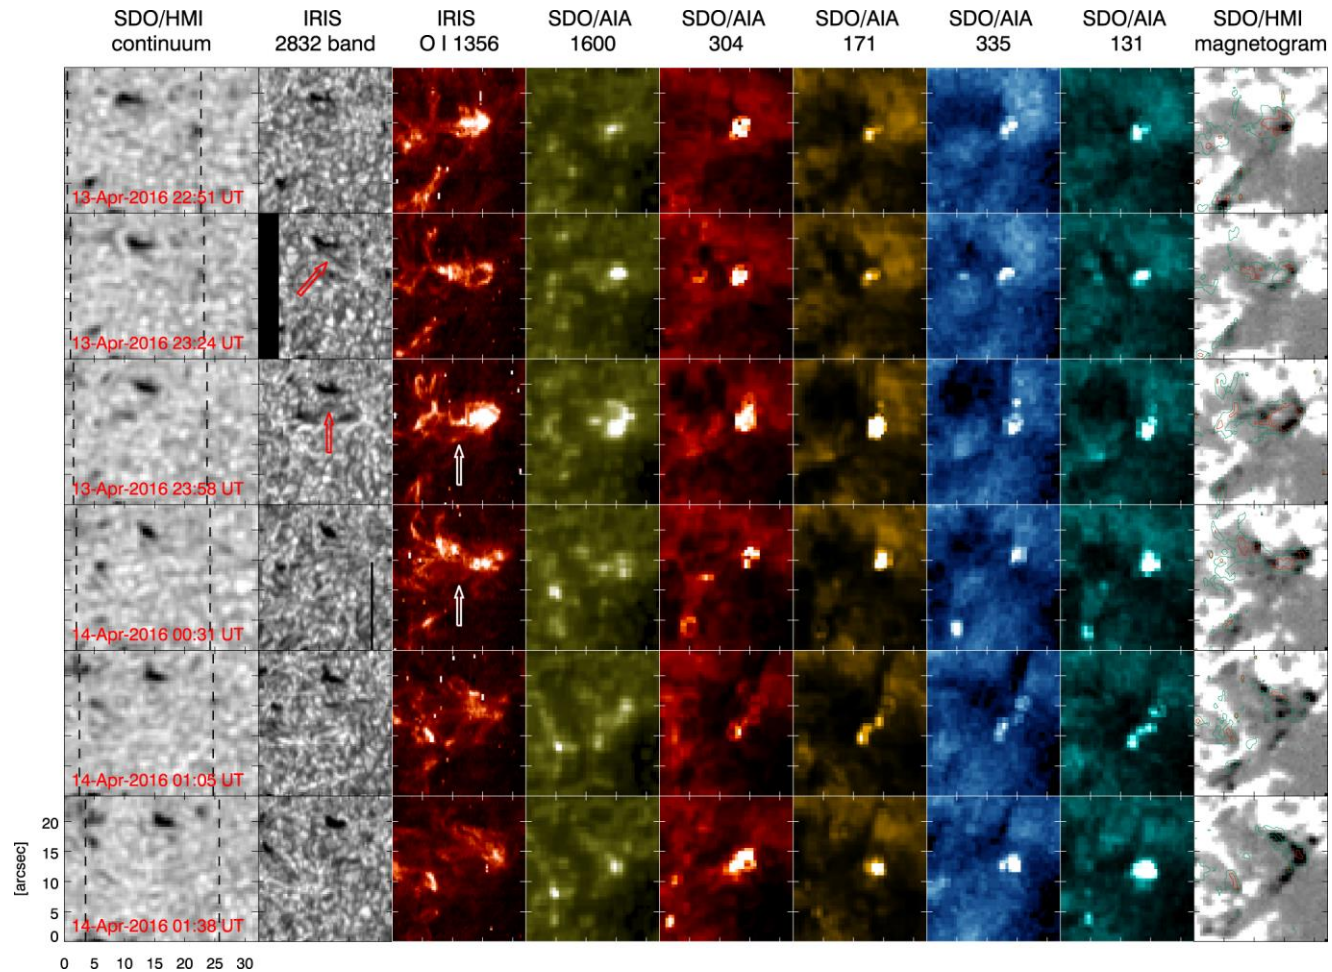 SDO/HMI continuum
IRIS 2832 band
IRIS O I 1356
SDO/AIA 1600
SDO/AIA 304
SDO/AIA 171
SDO/AIA 335
SDO/AIA 131
SDO/HMI magnetogram
13-Apr-2016 22:51 UT
13-Apr-2016 23:24 UT
13-Apr-2016 23:58 UT
14-Apr-2016 00:31 UT
14-Apr-2016 01:05 UT
14-Apr-2016 01:38 UT
[arcsec]
20
15
10
5
0
0 5 10 15 20 25 30